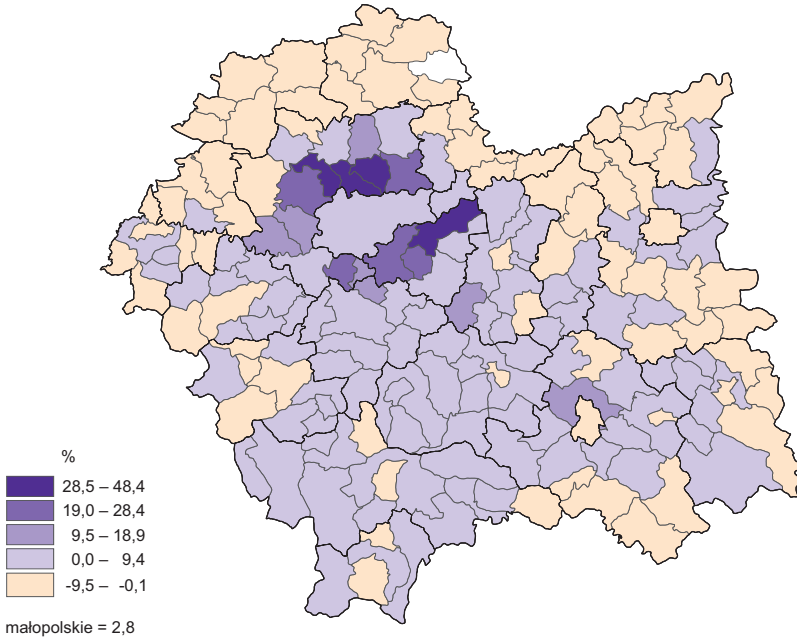 %
28,5 – 48,4
19,0 – 28,4
9,5 – 18,9
0,0 – 9,4
-9,5 – -0,1
małopolskie = 2,8